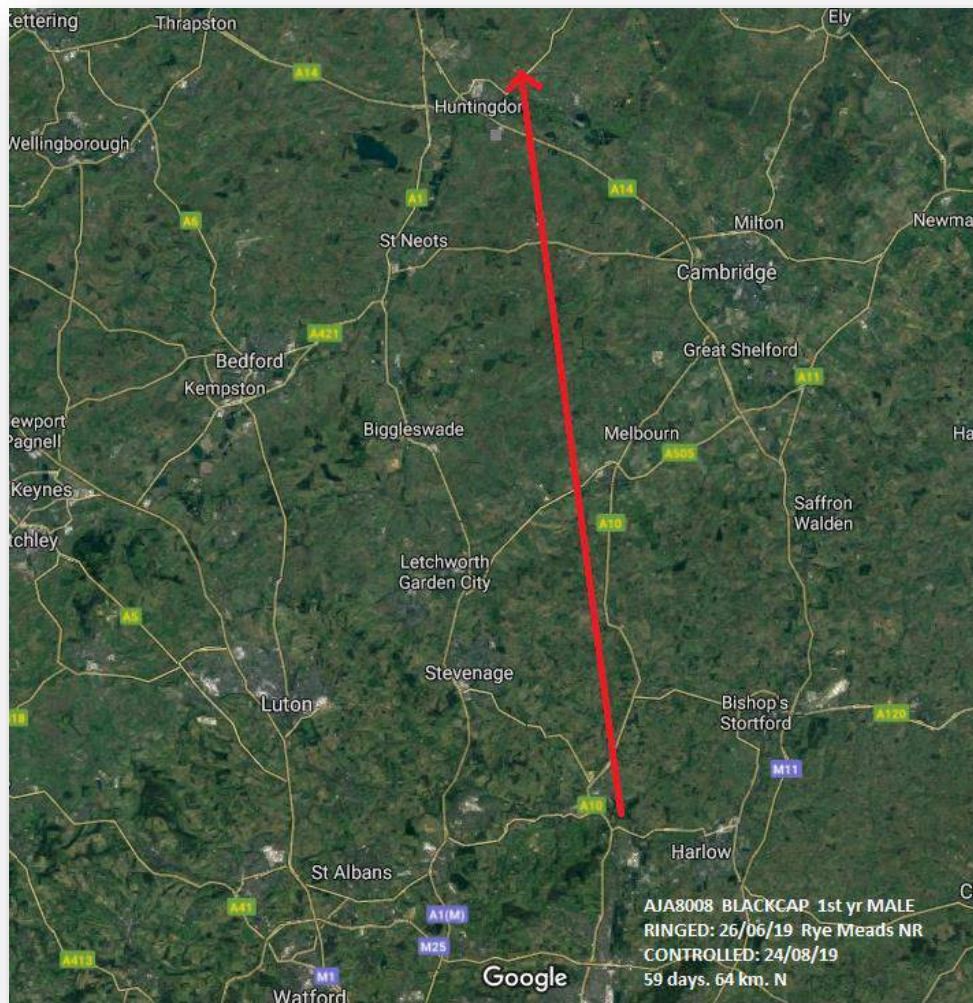 Kettering
Thrapston
Ely
A14
Huntingdon
Wellingborough
A14
A1
A6
Milton
Newma
St Neots
Cambridge
A421
Bedford
Great Shelford
A11
Kempston
ewport
Pagnell
Biggleswade
Melbourn
Ha
A505
Keynes
Saffron
Walden
A10
tchley
Letchworth
Garden City
A5
Stevenage
Luton
Bishop's
Stortford
A120
18
M11
A10
Harlow
St Albans
A41
A1(M)
M25
A413
M1
Watford
Google
C
AJA8008 BLACKCAP 1st yr MALE
RINGED: 26/06/19 Rye Meads NR
CONTROLLED: 24/08/19
59 days. 64 km. N